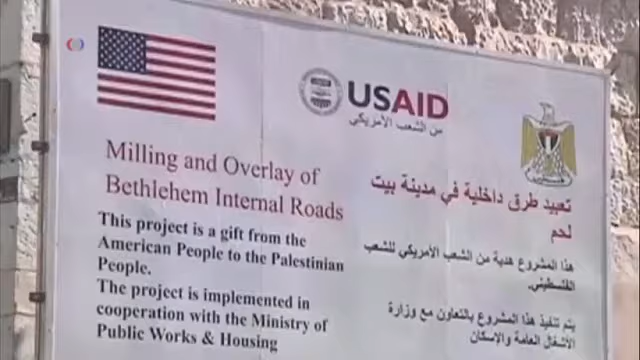 USAID
من الشعب الأمريكي
Milling and Overlay of
Bethlehem Internal Roads
This project is a gift from the
American People to the Palestinian
People.
The project is implemented in
cooperation with the Ministry of
Public Works & Housing
تعبيد طرق داخلية في مدينة بيت
لحم
هذا المشروع هدية من الشعب الأمريكي للشعب
الفلسطيني.
يتم تنفيذ هذا المشروع بالتعاون مع وزارة
الأشغال العامة والإسكان